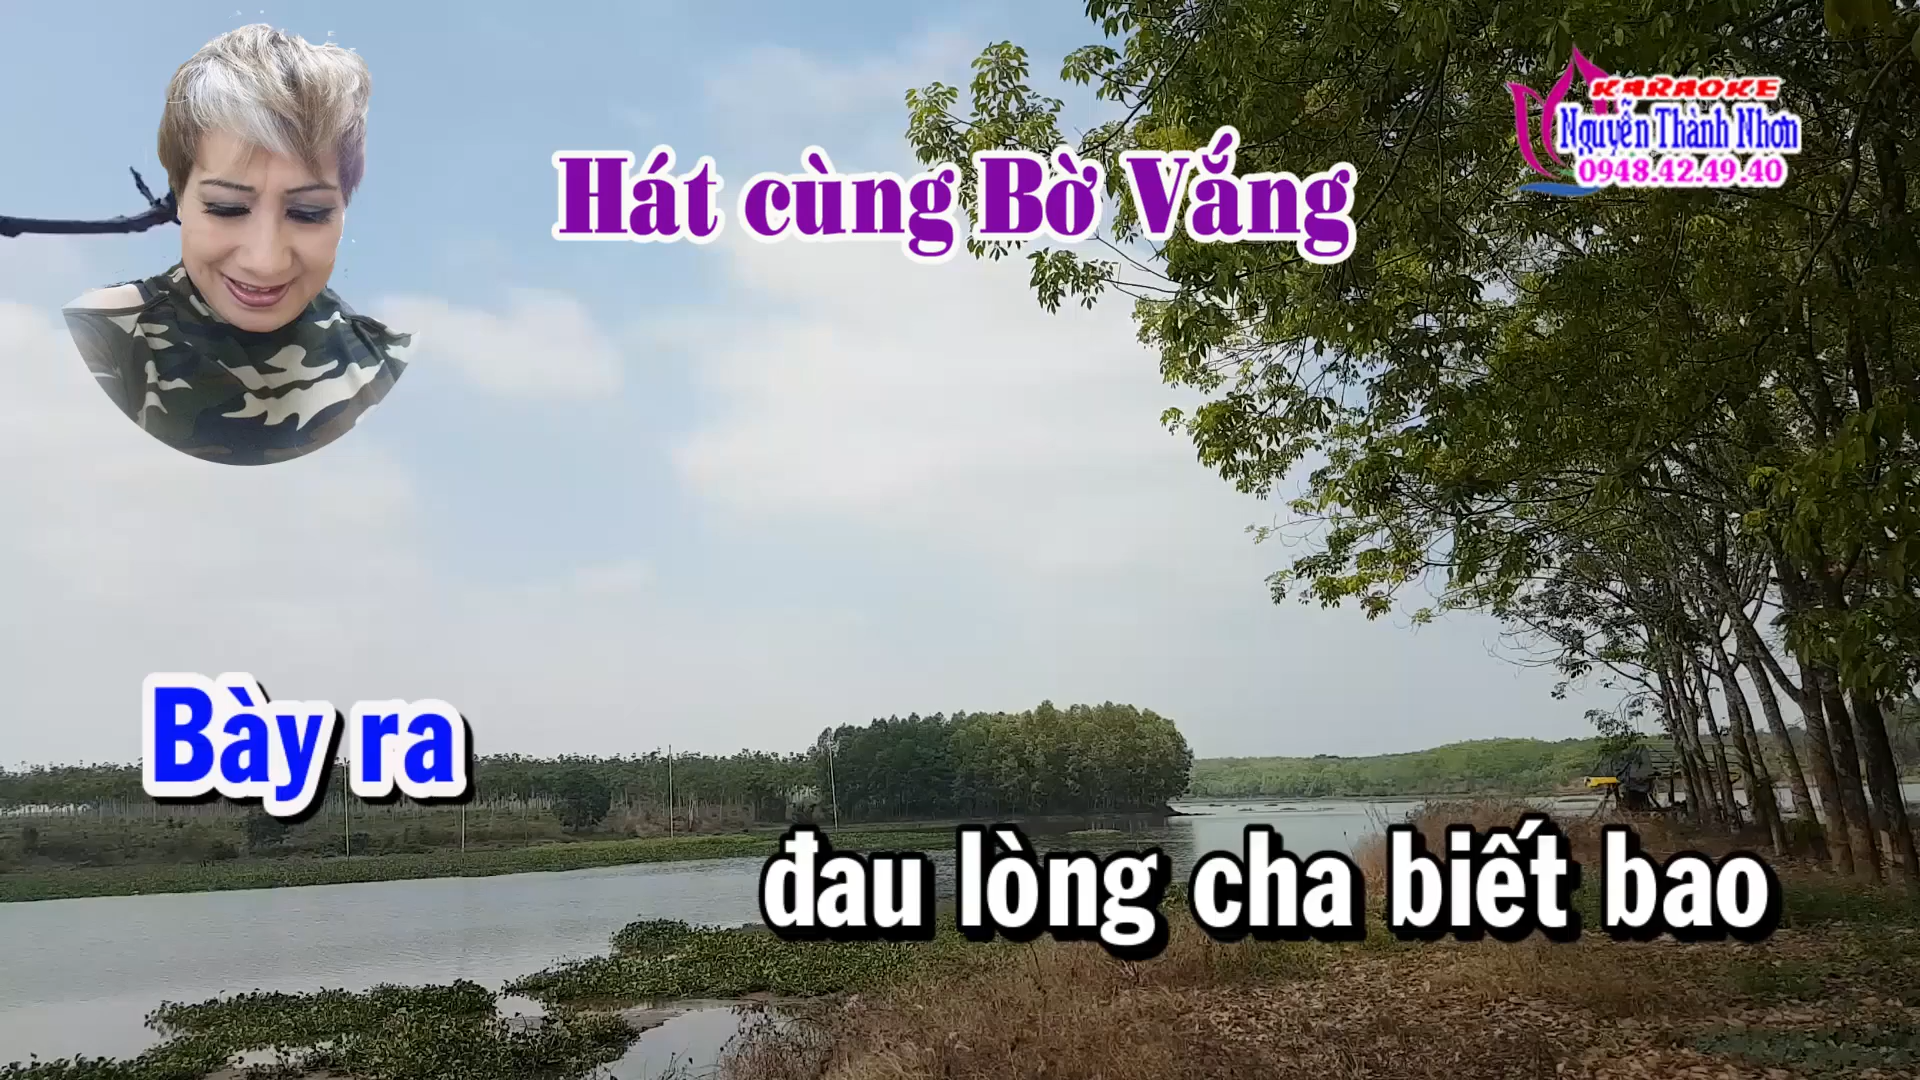 KARAOKE
Nguyễn Thành Nhơn
0948.42.49.40
Hát cùng Bờ Vắng
Bày ra
đau lòng cha biết bao